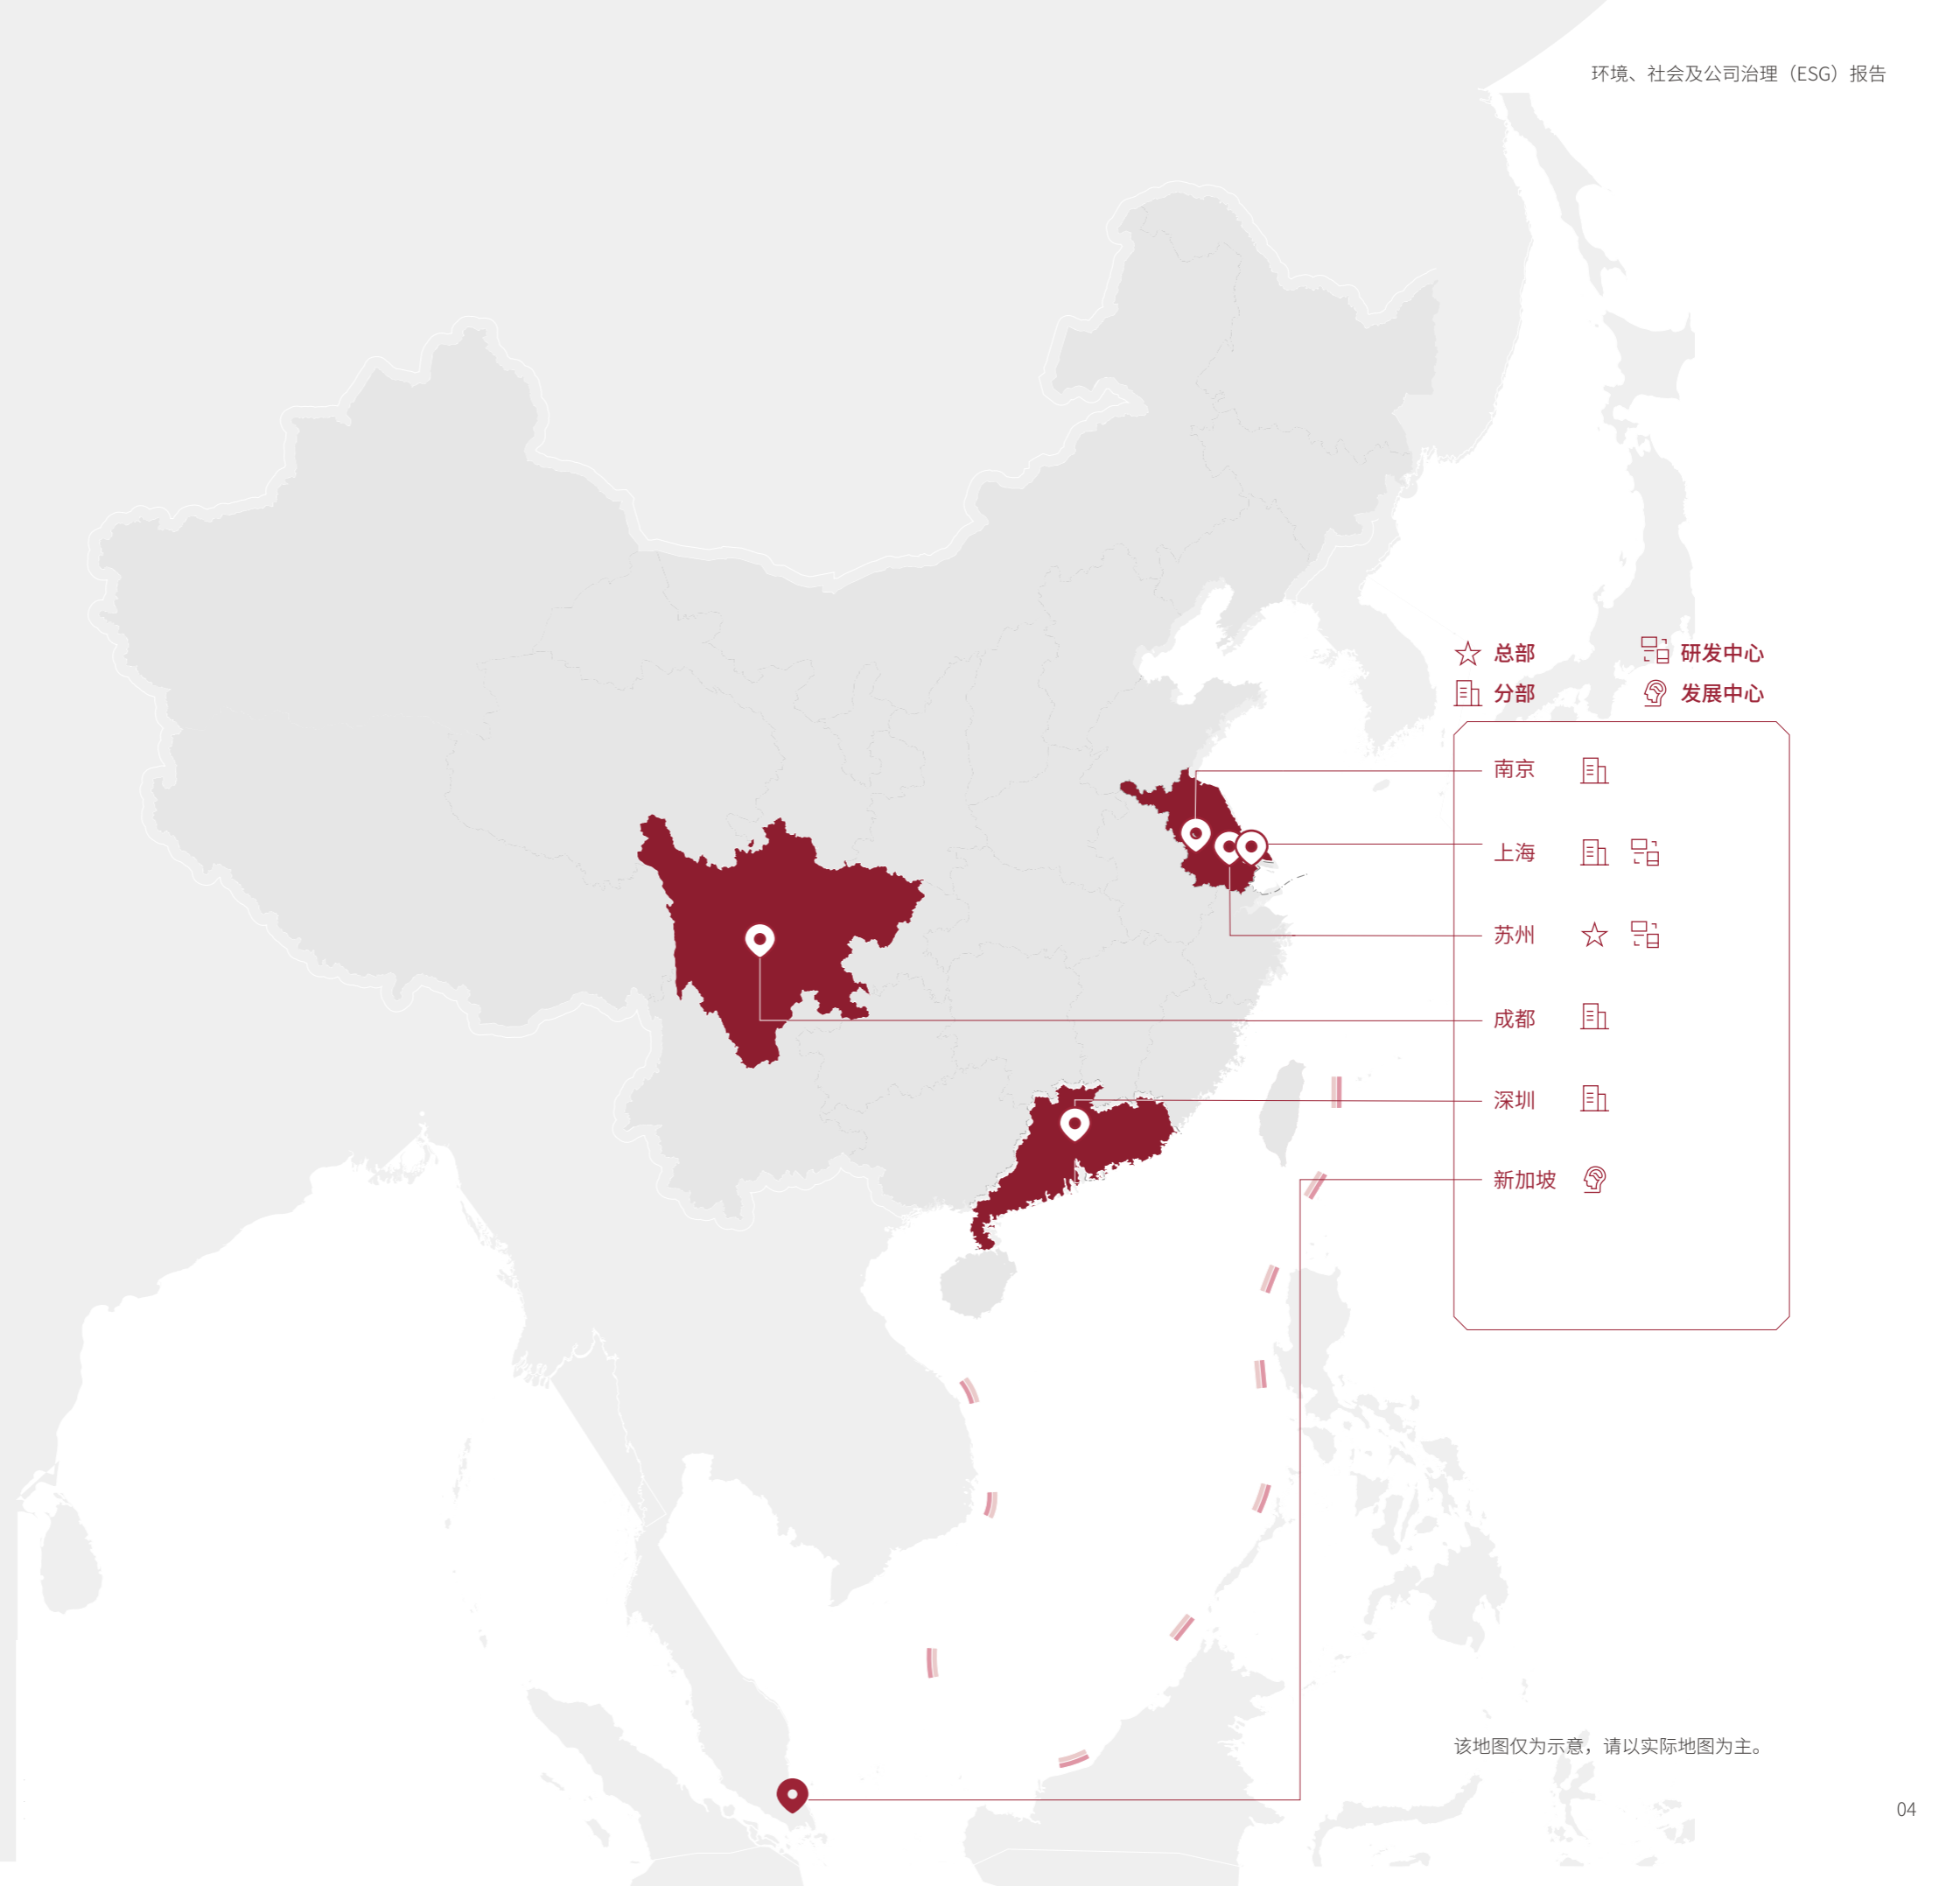 环境、社会及公司治理（ESG）报告
总部 研发中心
分部 发展中心
南京
上海
苏州
成都
深圳
新加坡
该地图仅为示意，请以实际地图为主。
04